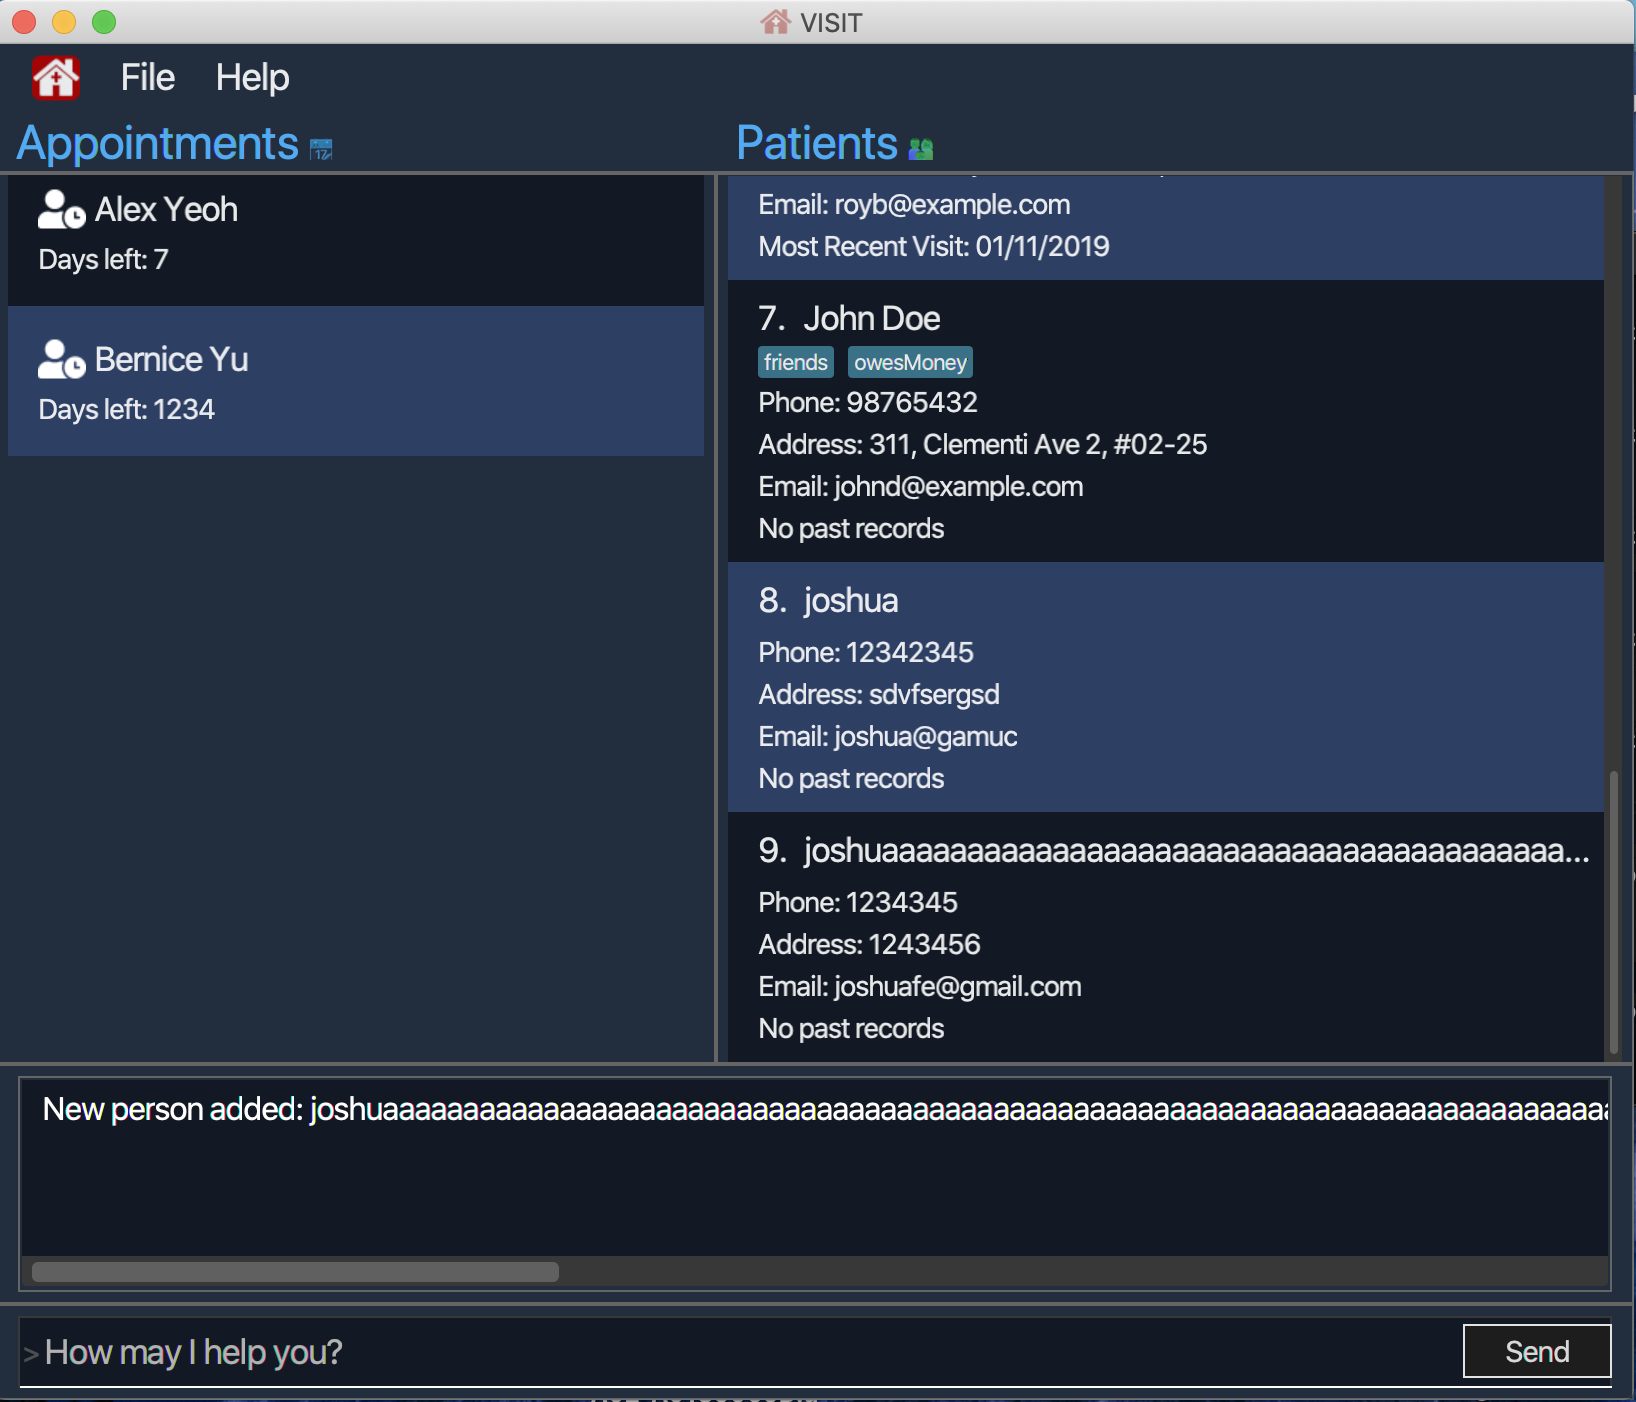 VISIT
File Help
Appointments
Patients
Alex Yeoh
Days left: 7
Bernice Yu
Days left: 1234
Email: royb@example.com
Most Recent Visit: 01/11/2019
7. John Doe
friends owesMoney
Phone: 98765432
Address: 311, Clementi Ave 2, #02-25
Email: johnd@example.com
No past records
8. joshua
Phone: 12342345
Address: sdvfsergsd
Email: joshua@gamuc
No past records
9. joshuaaaaaaaaaaaaaaaaaaaaaaaaaaaaaaaaaaaaaaaaa...
Phone: 1234345
Address: 1243456
Email: joshuafe@gmail.com
No past records
New person added: joshuaaaaaaaaaaaaaaaaaaaaaaaaaaaaaaaaaaaaaaaaaaaaaaaaaaaaaaaaaaaaaaaaaaaaaaaaaaaaaaa
> How may I help you?
Send